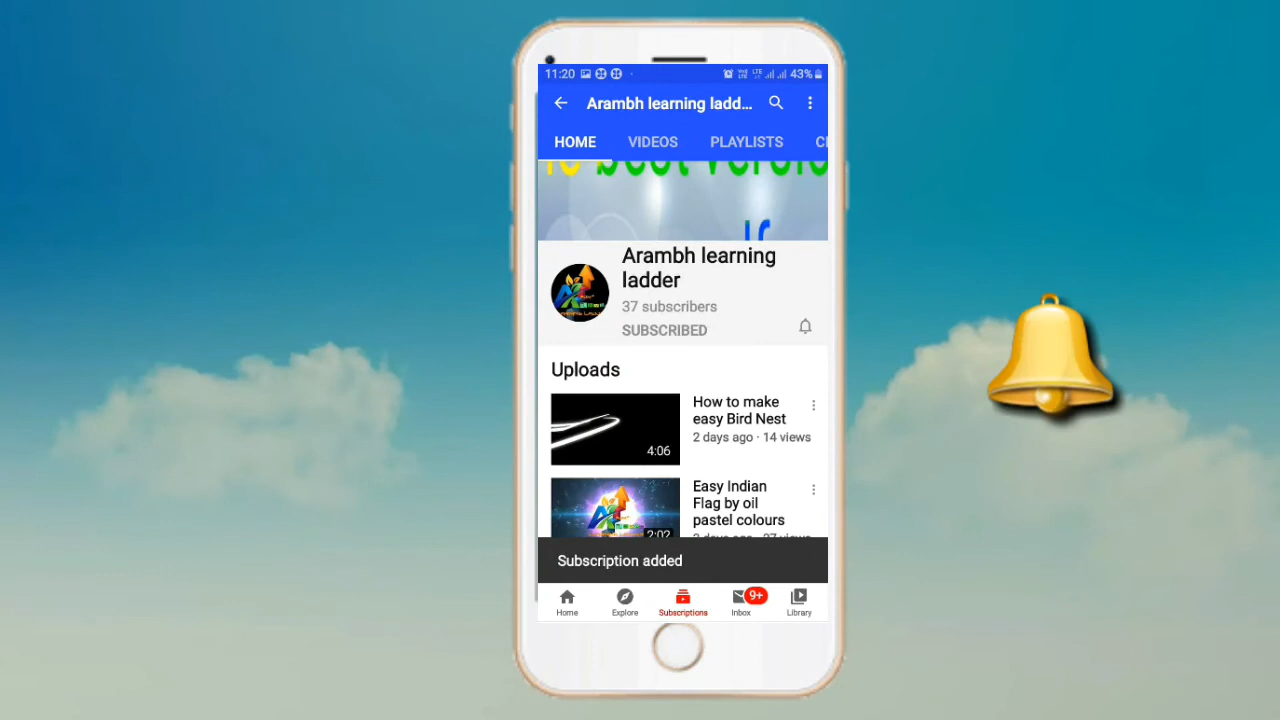 11:20
43%
Arambh learning ladd...
HOME VIDEOS PLAYLISTS
Arambh learning
ladder
37 subscribers
SUBSCRIBED
Uploads
How to make
easy Bird Nest
2 days ago · 14 views
4:06
Easy Indian
Flag by oil
pastel colours
2:02
Subscription added
9+
Home Explore Subscriptions Inbox Library